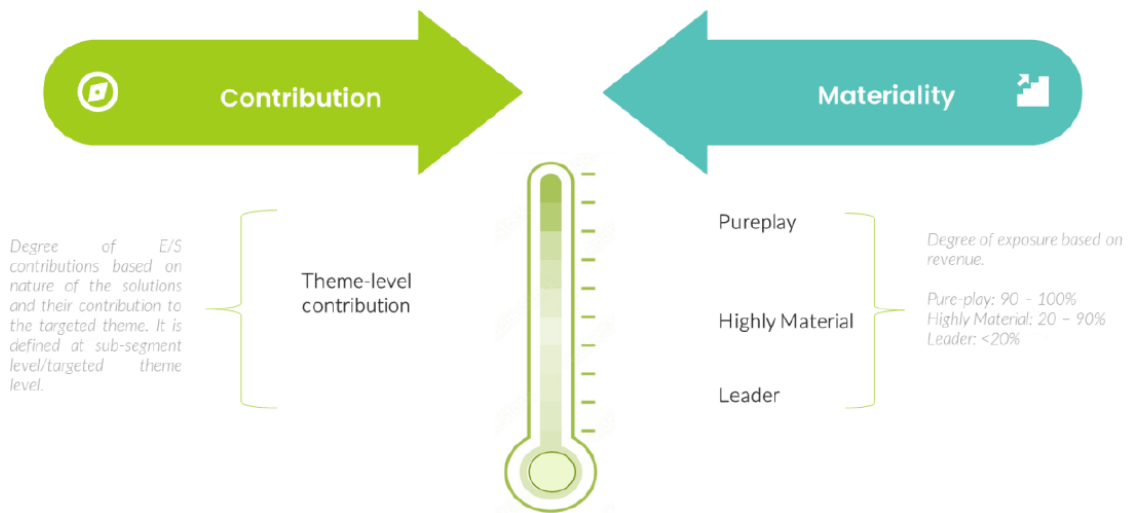 Contribution
Materiality
Degree of E/S
contributions based on
nature of the solutions
and their contribution to
the targeted theme. It is
defined at sub-segment
level/targeted theme
level.
Theme-level
contribution
Pureplay
Highly Material
Leader
Degree of exposure based on
revenue.
Pure-play: 90 – 100%
Highly Material: 20 – 90%
Leader: <20%